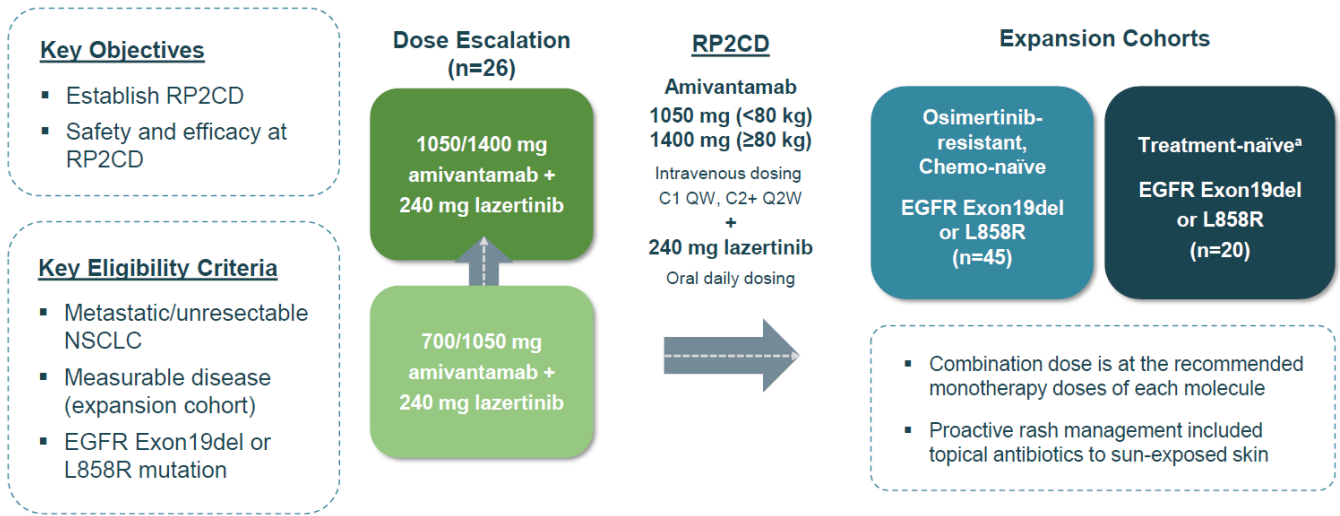 Key Objectives
▪ Establish RP2CD
▪ Safety and efficacy at
RP2CD
Key Eligibility Criteria
▪ Metastatic/unresectable
NSCLC
▪ Measurable disease
(expansion cohort)
▪ EGFR Exon19del or
L858R mutation
Dose Escalation
(n=26)
1050/1400 mg
amivantamab +
240 mg lazertinib
700/1050 mg
amivantamab +
240 mg lazertinib
RP2CD
Amivantamab
1050 mg (<80 kg)
1400 mg (≥80 kg)
Intravenous dosing
C1 QW, C2+ Q2W
+
240 mg lazertinib
Oral daily dosing
Expansion Cohorts
Osimertinib-
resistant,
Chemo-naïve
EGFR Exon19del
or L858R
(n=45)
Treatment-naïveª
EGFR Exon19del
or L858R
(n=20)
▪ Combination dose is at the recommended
monotherapy doses of each molecule
▪ Proactive rash management included
topical antibiotics to sun-exposed skin